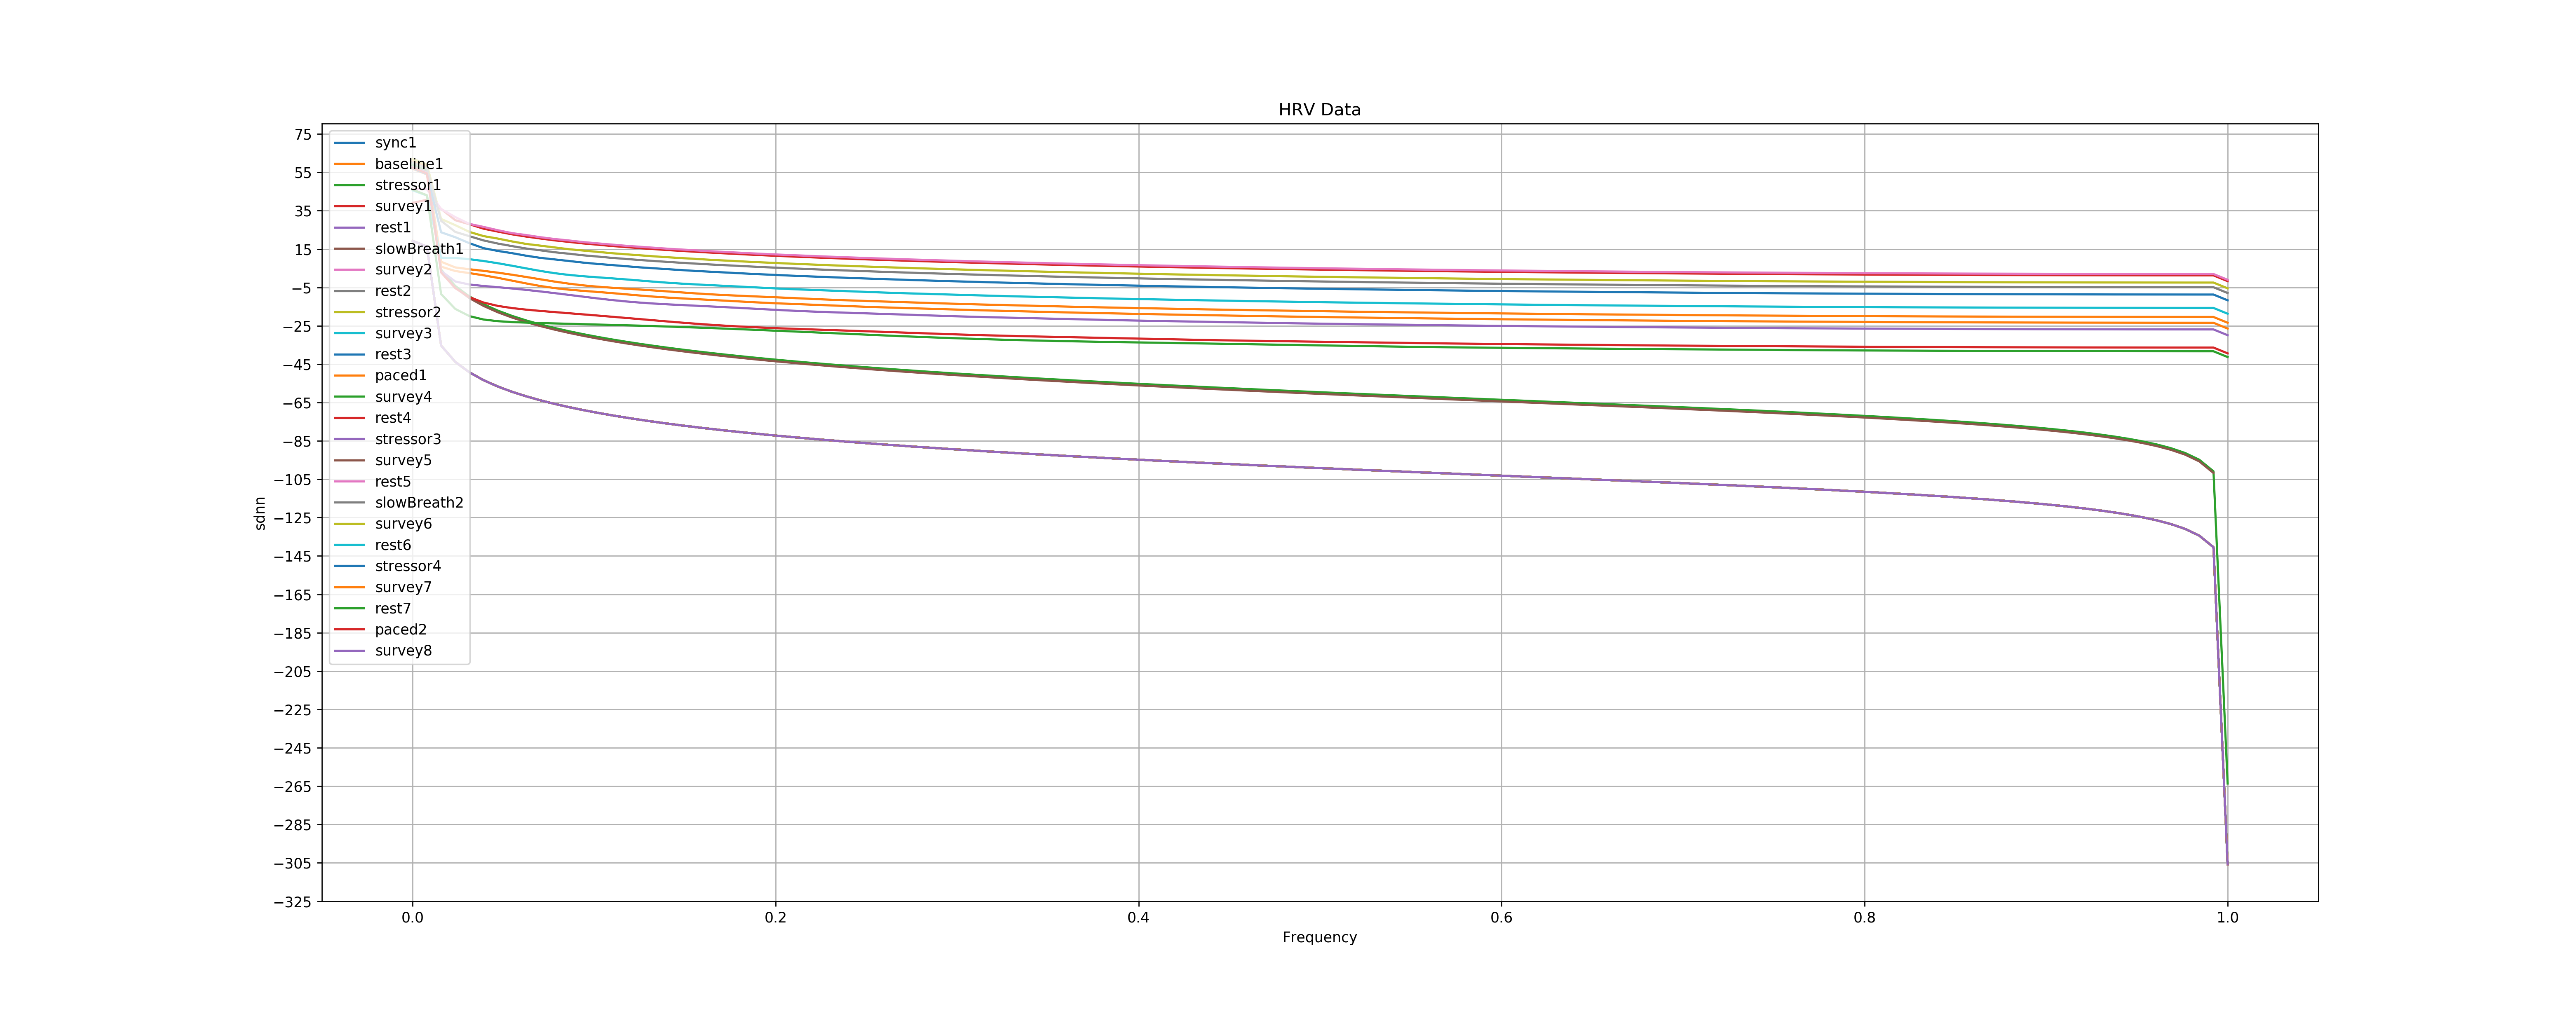 HRV Data
75
55
35
15
−5
−25
−45
−65
−85
−105
−125
−145
−165
−185
−205
−225
−245
−265
−285
−305
−325
sdnn
sync1
baseline1
stressor1
survey1
rest1
slowBreath1
survey2
rest2
stressor2
survey3
rest3
paced1
survey4
rest4
stressor3
survey5
rest5
slowBreath2
survey6
rest6
stressor4
survey7
rest7
paced2
survey8
0.0 0.2 0.4 0.6 0.8 1.0
Frequency